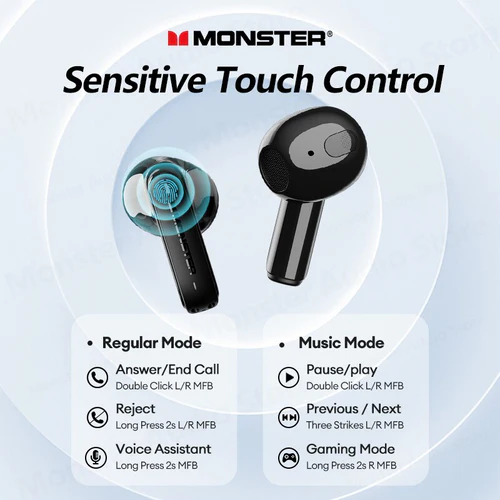 MONSTER®
Sensitive Touch Control
• Regular Mode
Answer/End Call
Double Click L/R MFB
Reject
Long Press 2s L/R MFB
Voice Assistant
Long Press 2s MFB
• Music Mode
Pause/play
Double Click L/R MFB
Previous / Next
Three Strikes L/R MFB
Gaming Mode
Long Press 2s R MFB